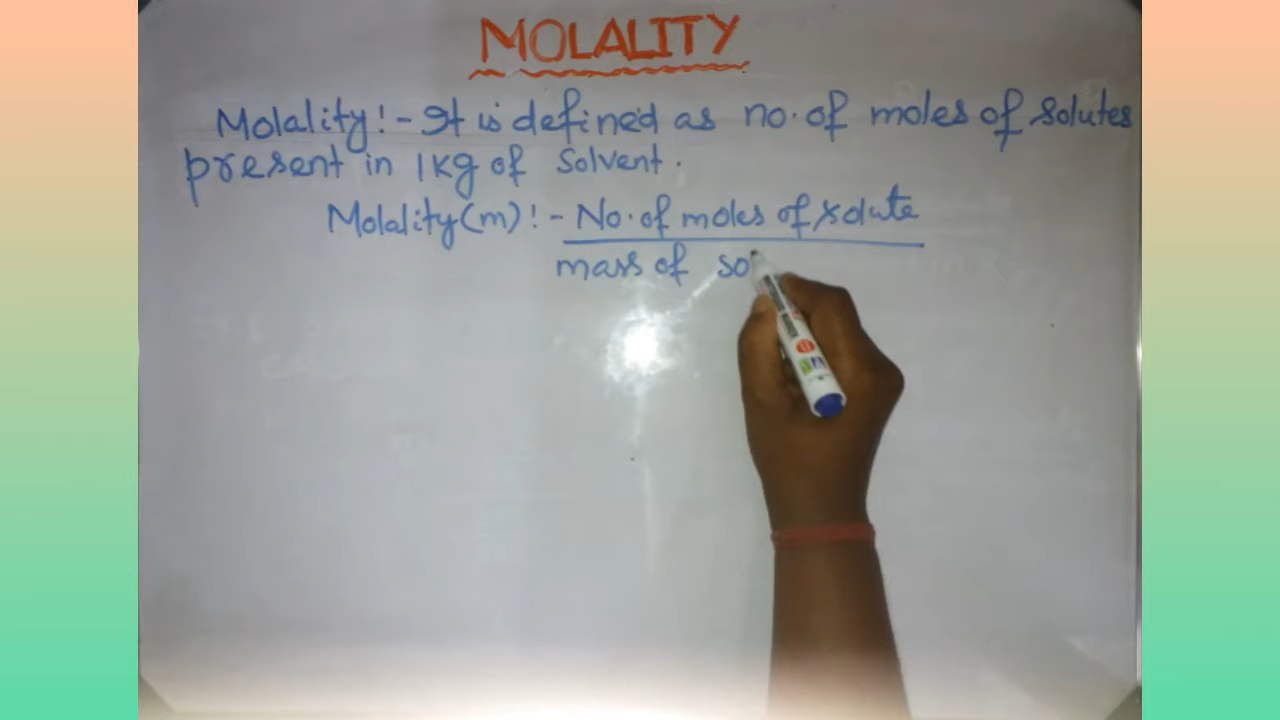 MOLALITY
Molality:- It is defined as no. of moles of solutes
present in 1kg of solvent.
Molality(m):- No. of moles of solute
mass of so